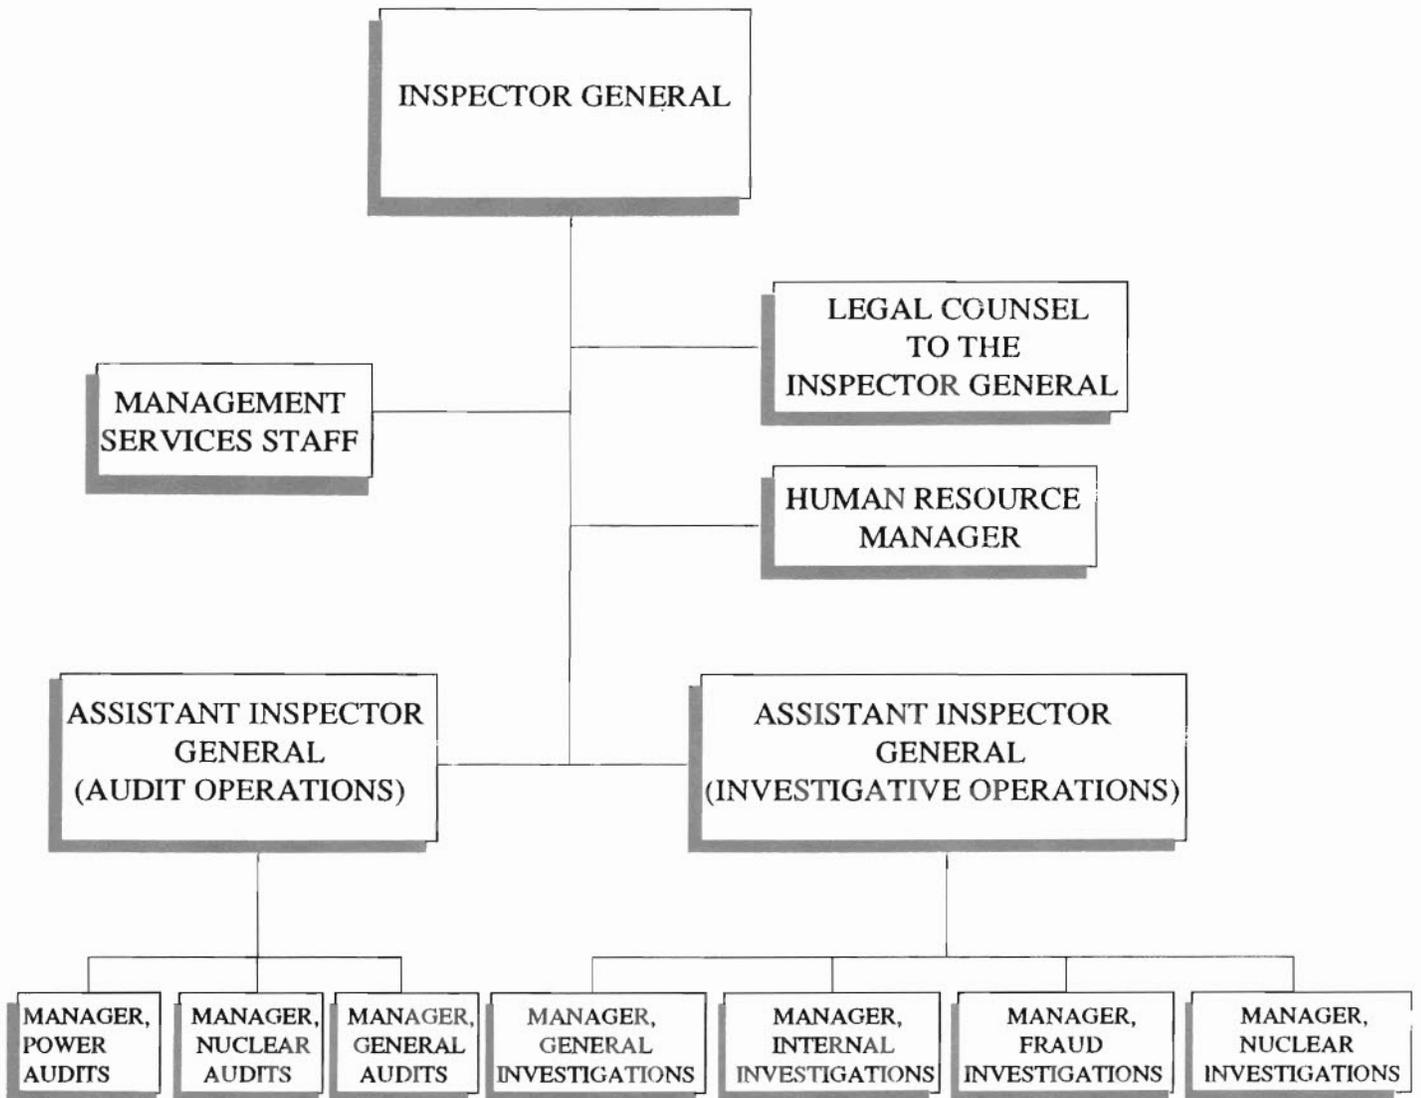 INSPECTOR GENERAL
LEGAL COUNSEL
TO THE
INSPECTOR GENERAL
MANAGEMENT
SERVICES STAFF
HUMAN RESOURCE
MANAGER
ASSISTANT INSPECTOR
GENERAL
(AUDIT OPERATIONS)
ASSISTANT INSPECTOR
GENERAL
(INVESTIGATIVE OPERATIONS)
MANAGER,
POWER
AUDITS
MANAGER,
NUCLEAR
AUDITS
MANAGER,
GENERAL
AUDITS
MANAGER,
GENERAL
INVESTIGATIONS
MANAGER,
INTERNAL
INVESTIGATIONS
MANAGER,
FRAUD
INVESTIGATIONS
MANAGER,
NUCLEAR
INVESTIGATIONS